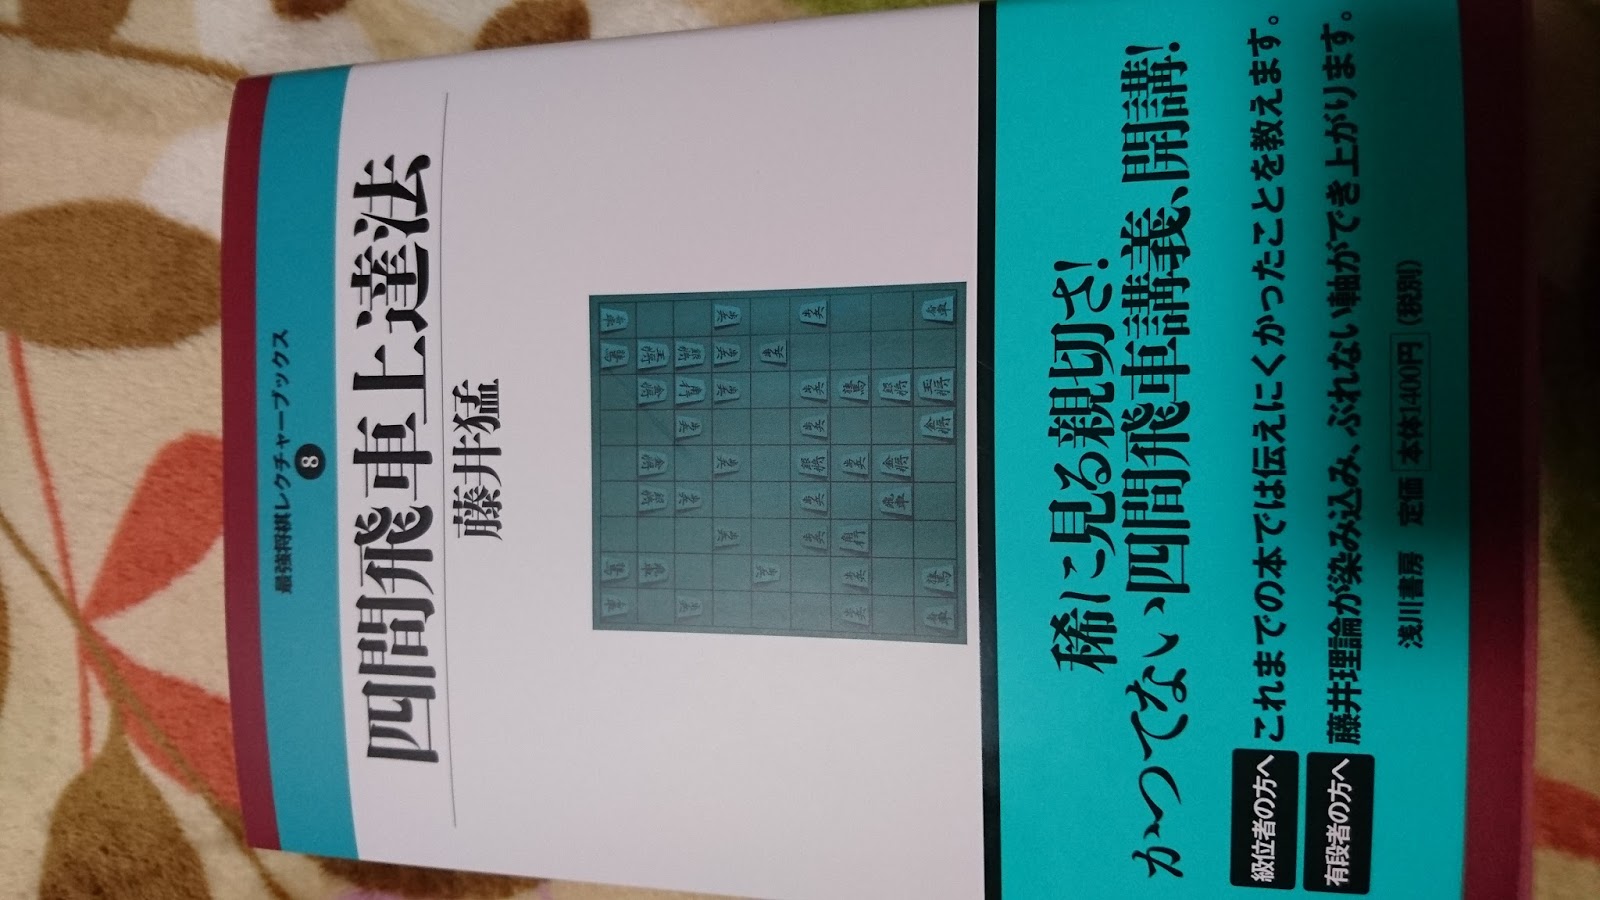 最強将棋レクチャーブックス
8
四間飛車上達法
藤井猛
稀に見る親切さ!
かつてない四間飛車講義、開講!
級位者の方へ これまでの本では伝えにくかったことを教えます。
有段者の方へ 藤井理論が染み込み、ぶれない軸ができ上がります。
浅川書房 定価 本体1400円(税別)